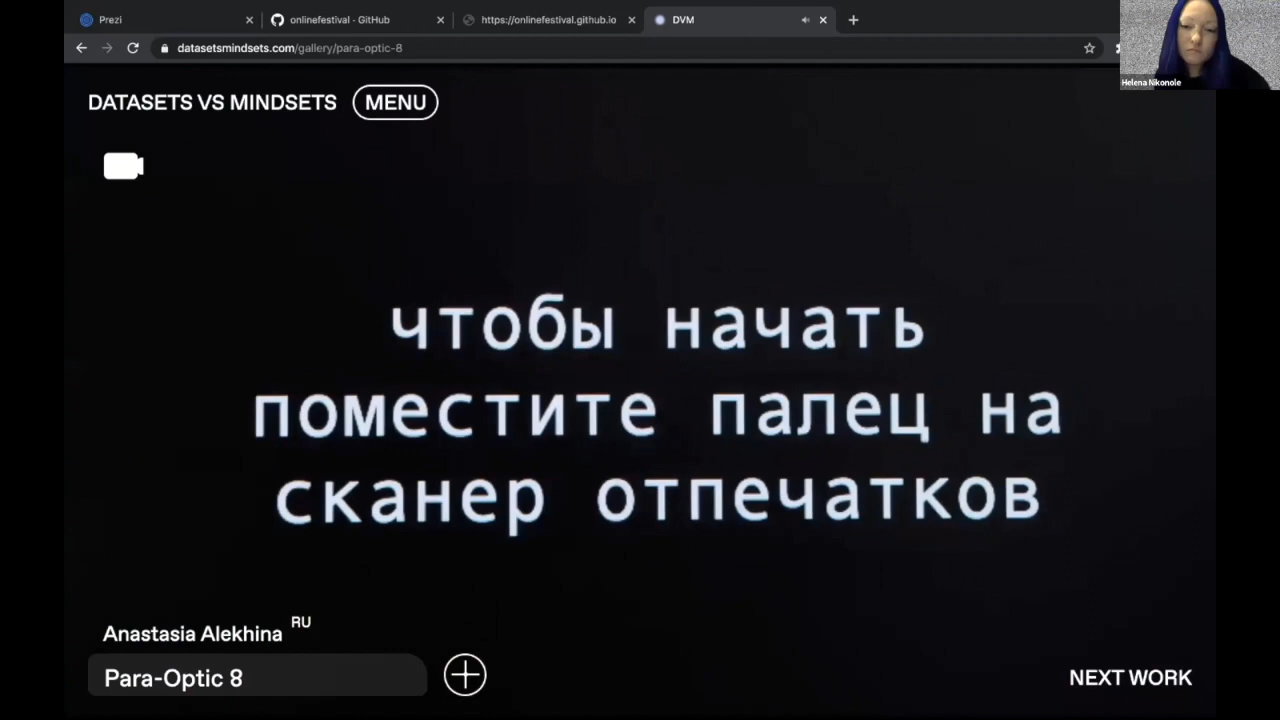 Prezi
onlinefestival - GitHub
https://onlinefestival.github.io
DVM
datasetsmindsets.com/gallery/para-optic-8
Helena Nikonole
DATASETS VS MINDSETS
MENU
чтобы начать
поместите палец на
сканер отпечатков
Anastasia Alekhina RU
Para-Optic 8
NEXT WORK